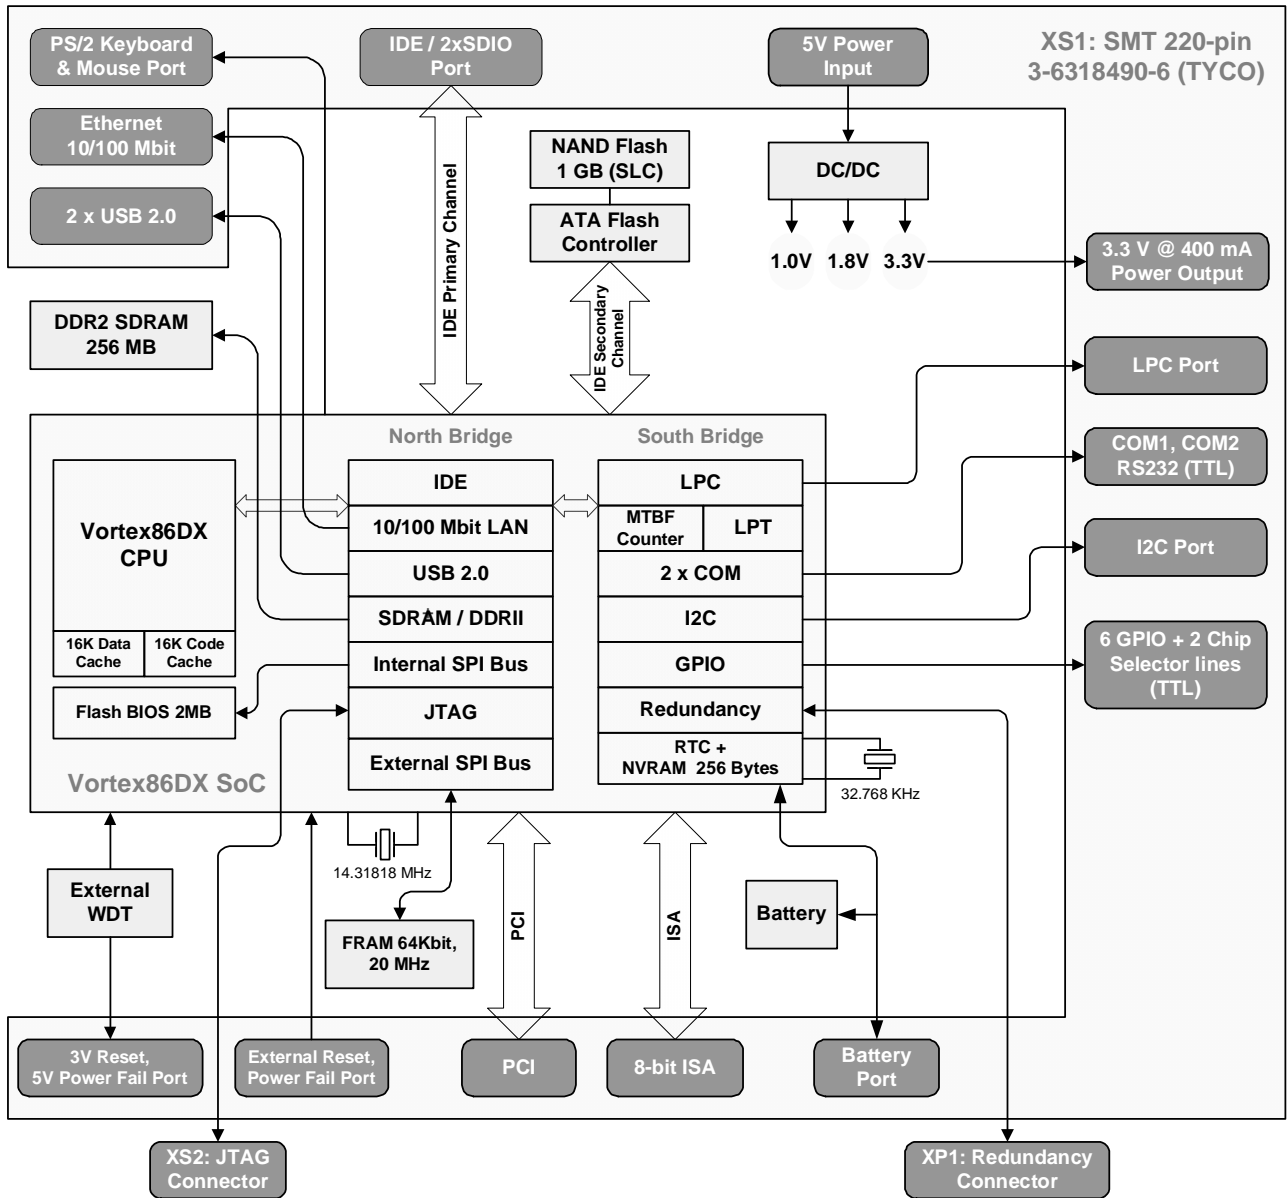 PS/2 Keyboard
& Mouse Port
IDE / 2xSDIO
Port
5V Power
Input
XS1: SMT 220-pin
3-6318490-6 (TYCO)
Ethernet
10/100 Mbit
2 x USB 2.0
NAND Flash
1 GB (SLC)
ATA Flash
Controller
DC/DC
1.0V
1.8V
3.3V
3.3 V @ 400 mA
Power Output
IDE Primary Channel
IDE Secondary
Channel
DDR2 SDRAM
256 MB
LPC Port
COM1, COM2
RS232 (TTL)
I2C Port
6 GPIO + 2 Chip
Selector lines
(TTL)
North Bridge
South Bridge
Vortex86DX
CPU
16K Data
Cache
16K Code
Cache
Flash BIOS 2MB
Vortex86DX SoC
IDE
10/100 Mbit LAN
USB 2.0
SDRAM / DDRII
Internal SPI Bus
JTAG
External SPI Bus
LPC
MTBF
Counter
LPT
2 x COM
I2C
GPIO
Redundancy
RTC +
NVRAM 256 Bytes
32.768 KHz
14.31818 MHz
External
WDT
FRAM 64Kbit,
20 MHz
PCI
ISA
Battery
3V Reset,
5V Power Fail Port
External Reset,
Power Fail Port
PCI
8-bit ISA
Battery
Port
XS2: JTAG
Connector
XP1: Redundancy
Connector